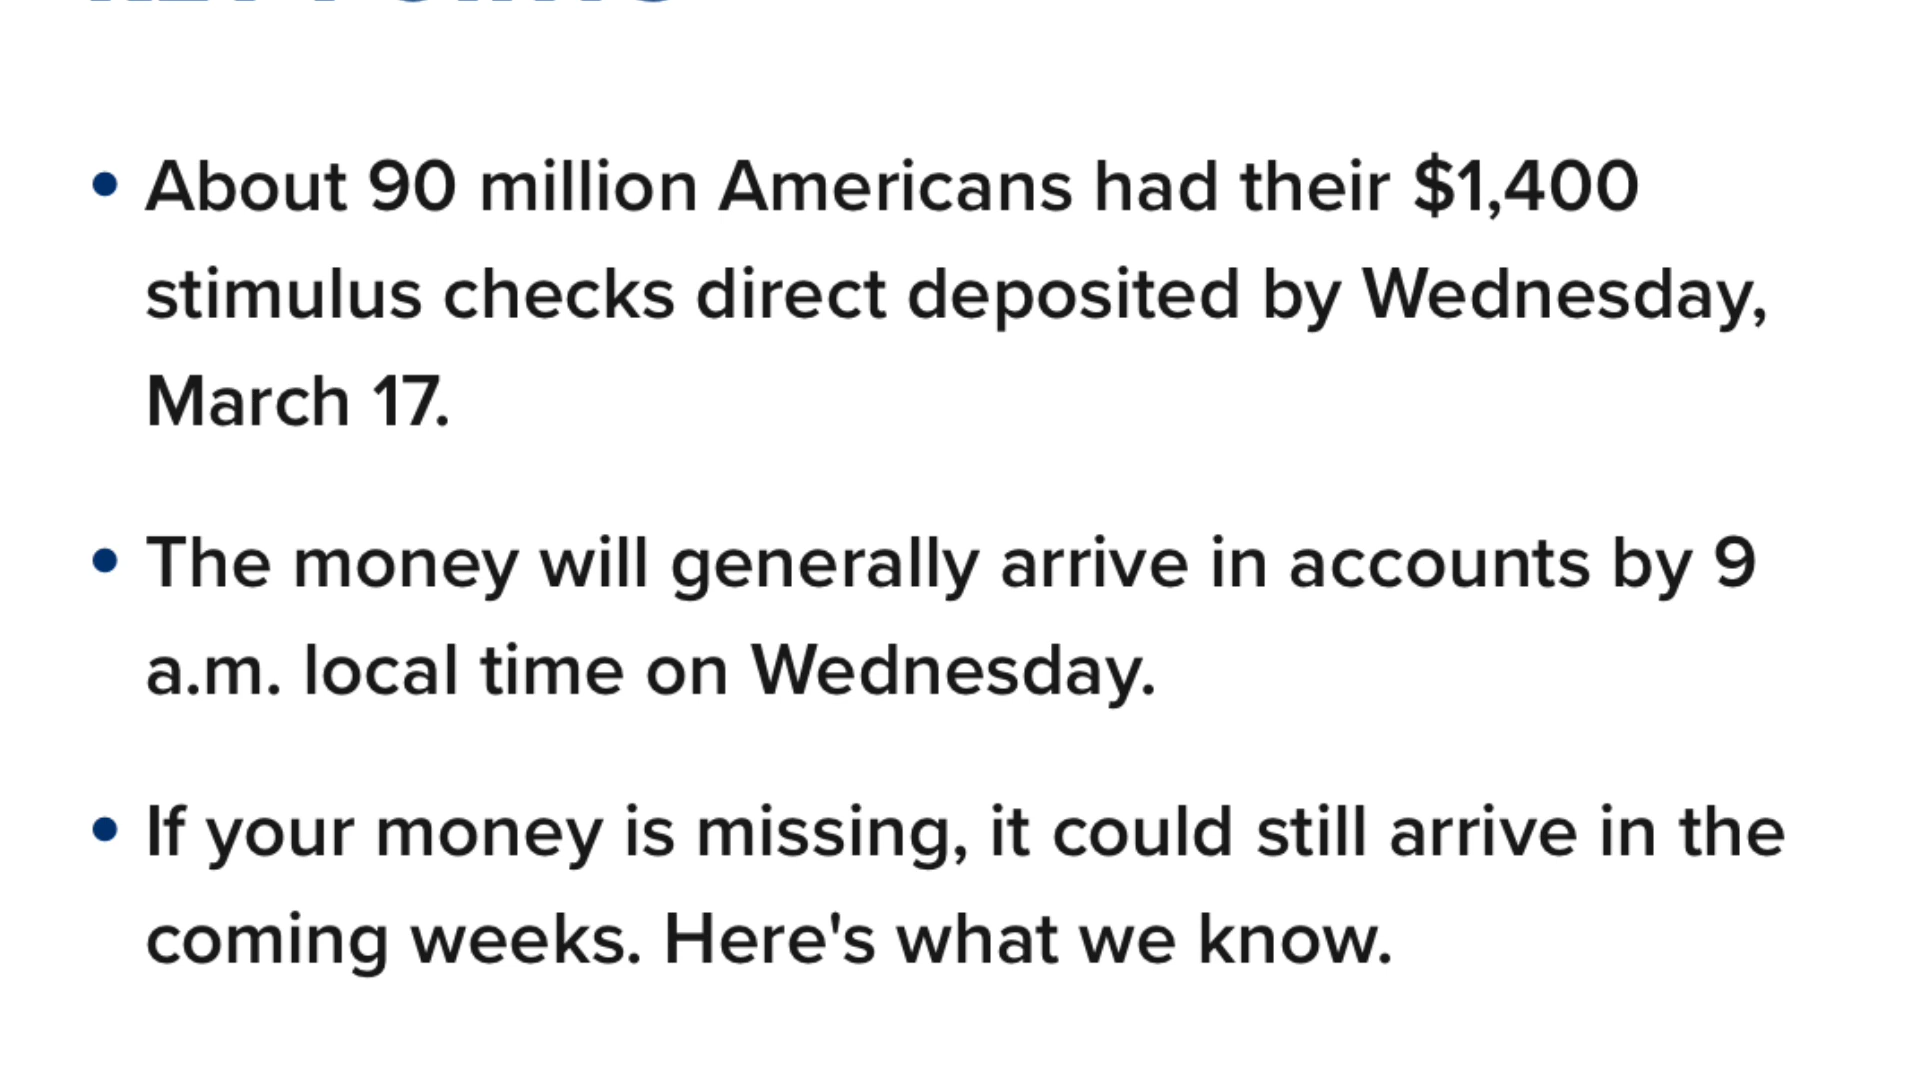 • About 90 million Americans had their $1,400
stimulus checks direct deposited by Wednesday,
March 17.
• The money will generally arrive in accounts by 9
a.m. local time on Wednesday.
• If your money is missing, it could still arrive in the
coming weeks. Here's what we know.